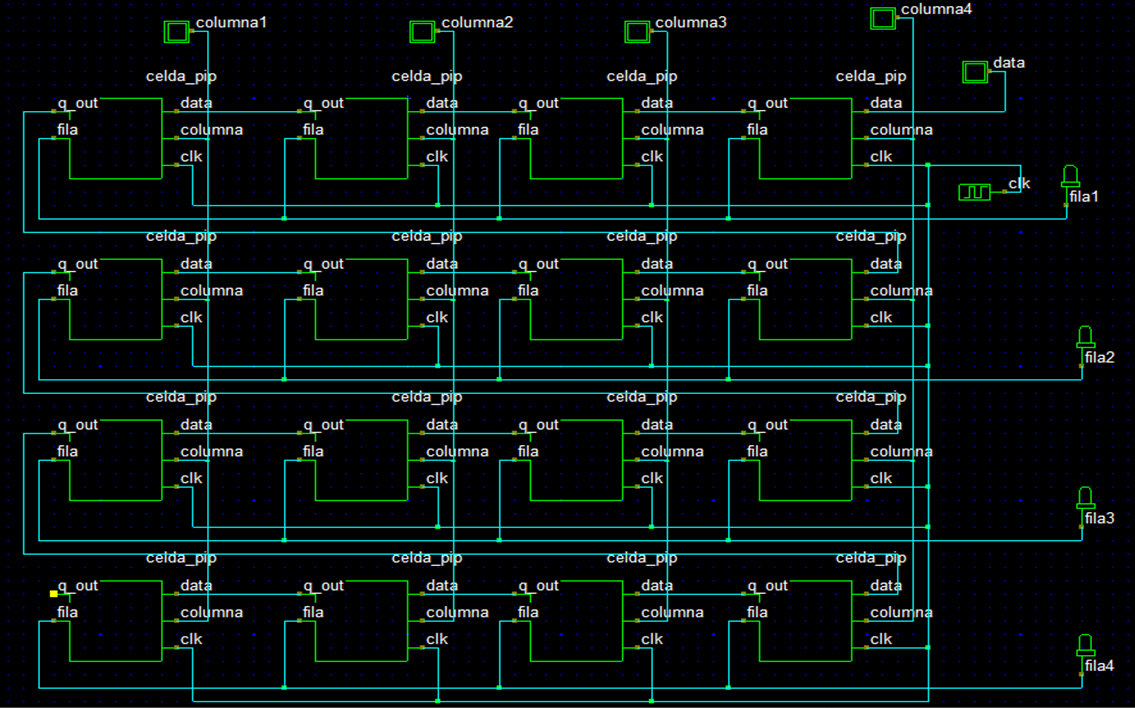 columna4
columna1 columna2 columna3
data
celda_pip celda_pip celda_pip celda_pip
q_out data q_out data q_out data q_out data
fila columna fila columna fila columna fila columna
clk clk clk clk
clk
fila1
celda_pip celda_pip celda_pip celda_pip
q_out data q_out data q_out data q_out data
fila columna fila columna fila columna fila columna
clk clk clk clk
fila2
celda_pip celda_pip celda_pip celda_pip
q_out data q_out data q_out data q_out data
fila columna fila columna fila columna fila columna
clk clk clk clk
fila3
celda_pip celda_pip celda_pip celda_pip
q_out data q_out data q_out data q_out data
fila columna fila columna fila columna fila columna
clk clk clk clk
fila4